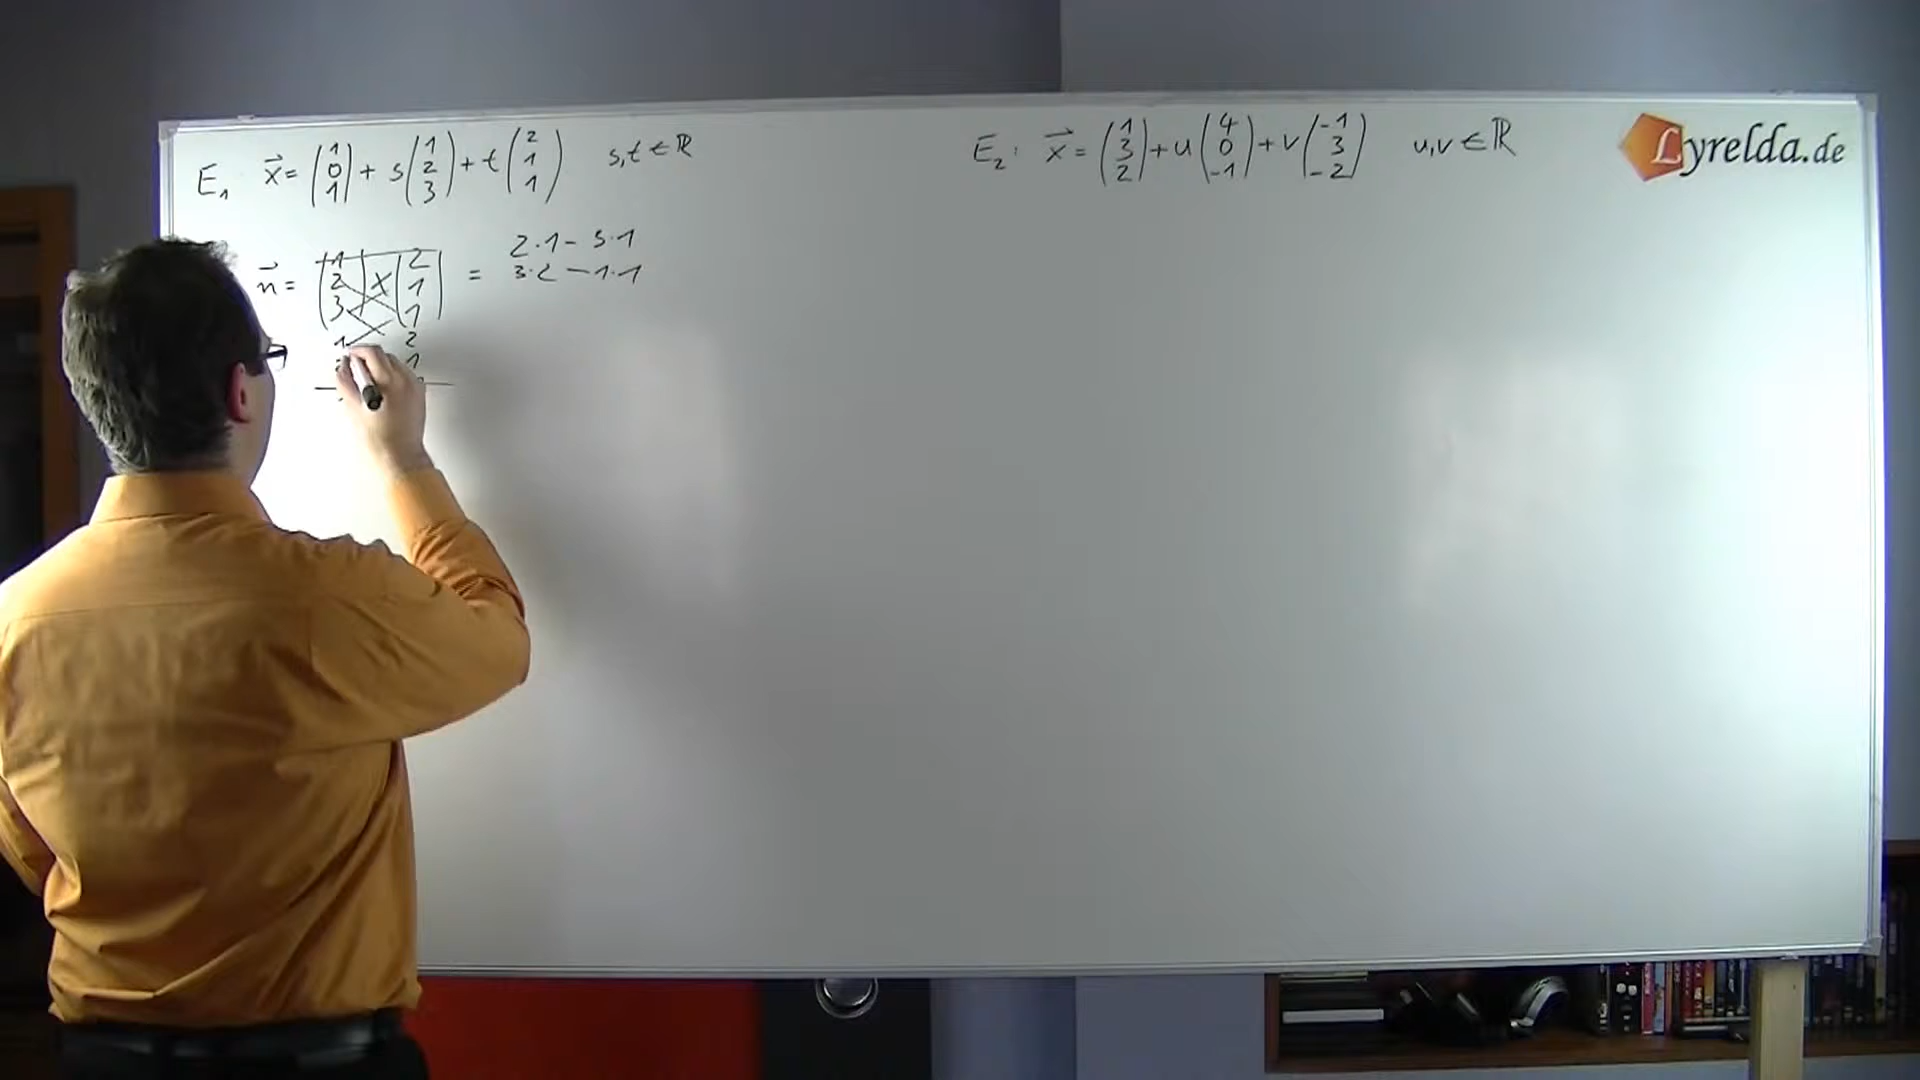 E₁ x⃗ = (1 0 1) + s (1 2 3) + t (2 1 1) s,t ∈ ℝ
n⃗ = (1 2 3) × (2 1 1) = 2·1 - 3·1
3·2 - 1·1
1 2
1
E₂: x⃗ = (1 3 2) + u (4 0 -1) + v (-1 3 -2) u,v ∈ ℝ
Lyrelda.de